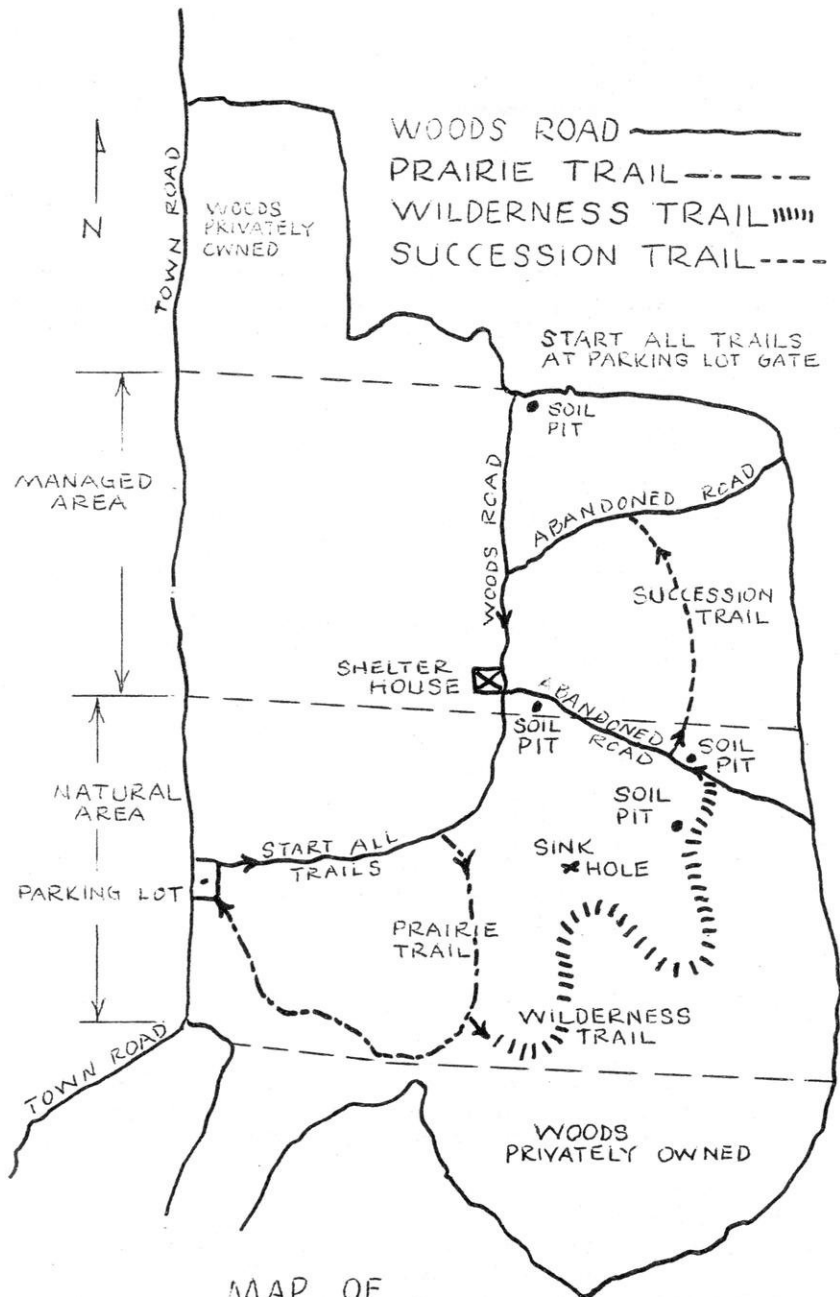 WOODS ROAD
PRAIRIE TRAIL
WILDERNESS TRAIL
SUCCESSION TRAIL
N
TOWN ROAD
WOODS
PRIVATELY
OWNED
START ALL TRAILS
AT PARKING LOT GATE
SOIL
PIT
MANAGED
AREA
WOODS ROAD
ABANDONED ROAD
SUCCESSION
TRAIL
SHELTER
HOUSE
ABANDONED
ROAD
SOIL
PIT
SOIL
PIT
NATURAL
AREA
SOIL
PIT
START ALL
TRAILS
SINK
HOLE
PARKING LOT
PRAIRIE
TRAIL
WILDERNESS
TRAIL
TOWN ROAD
WOODS
PRIVATELY OWNED
MAP OF